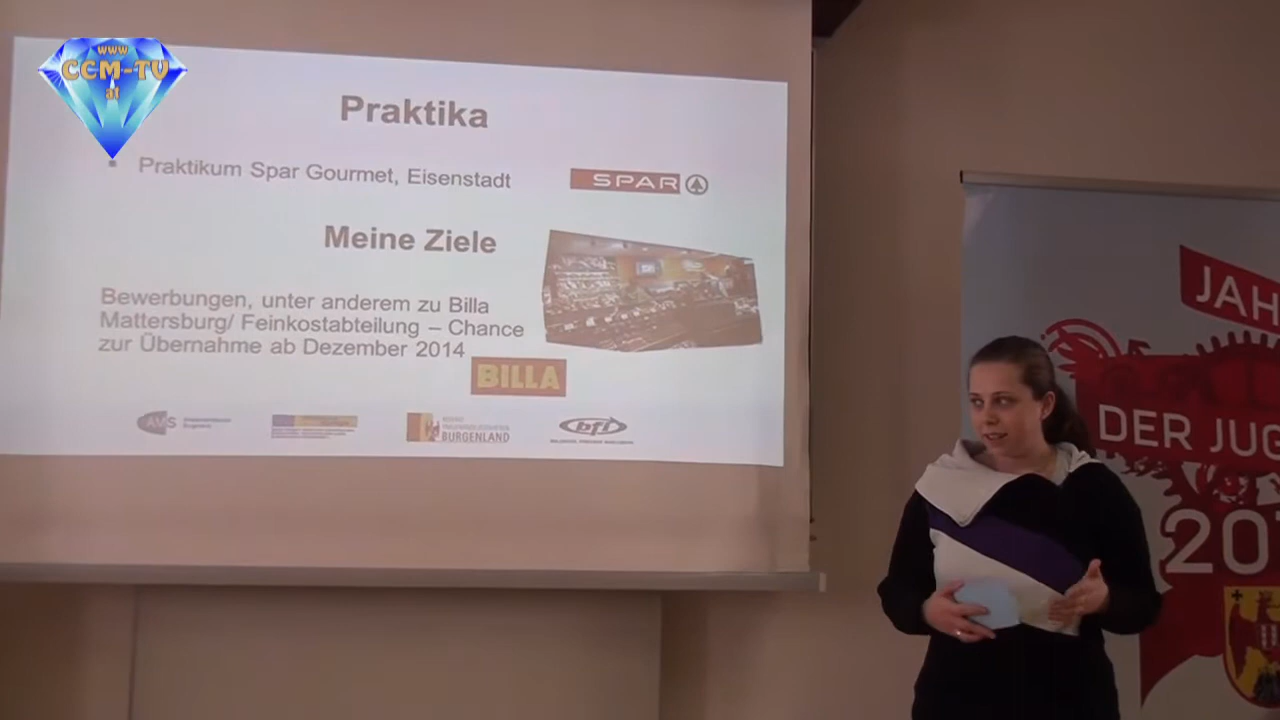 www
CCM-TV
at
Praktika
Praktikum Spar Gourmet, Eisenstadt
SPAR
Meine Ziele
Bewerbungen, unter anderem zu Billa
Mattersburg/ Feinkostabteilung – Chance
zur Übernahme ab Dezember 2014
BILLA
AMS
BURGENLAND
bfi
JAH
DER JUG
20